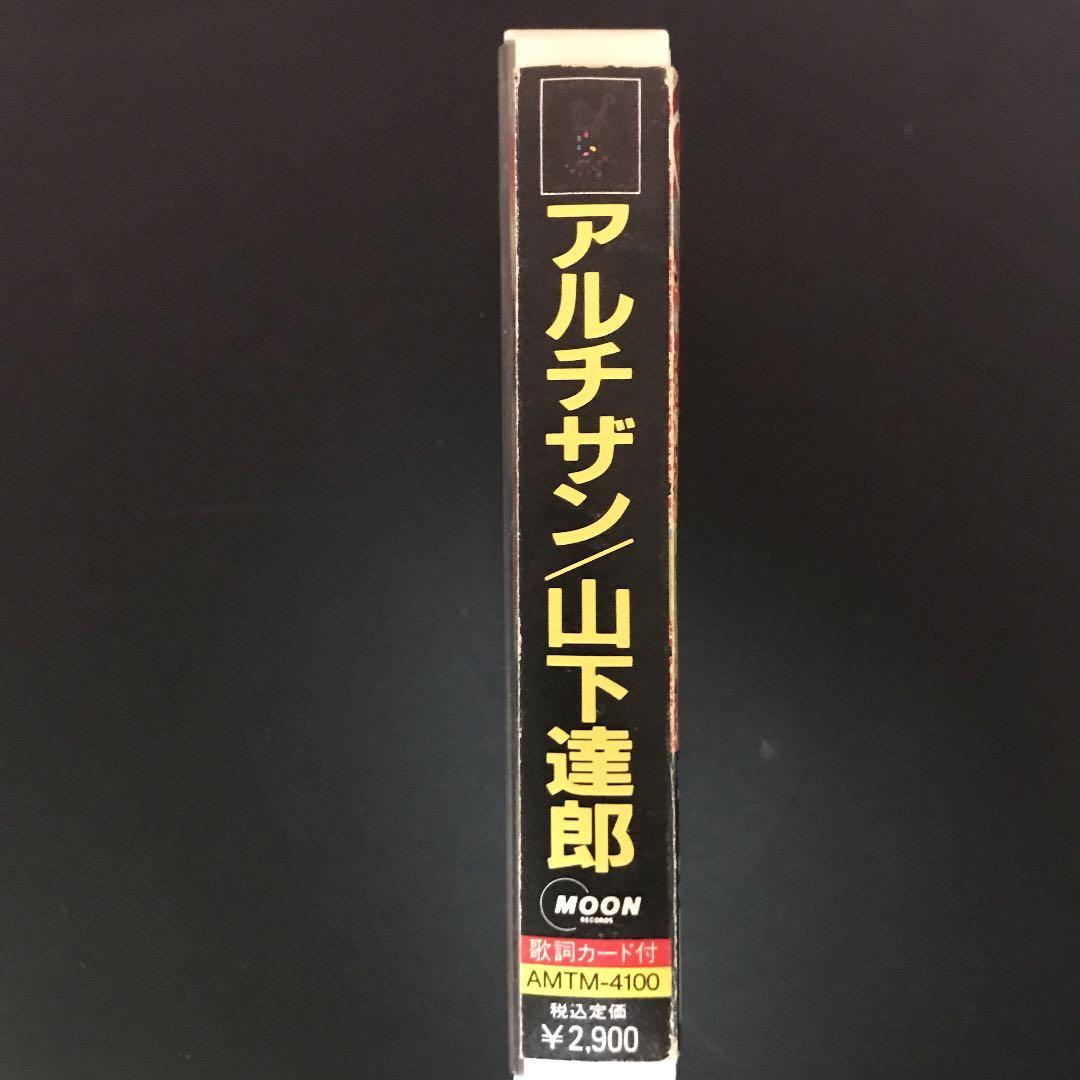 アルチザン/山下達郎
MOON
RECORDS
歌詞カード付
AMTM-4100
税込定価
¥2,900